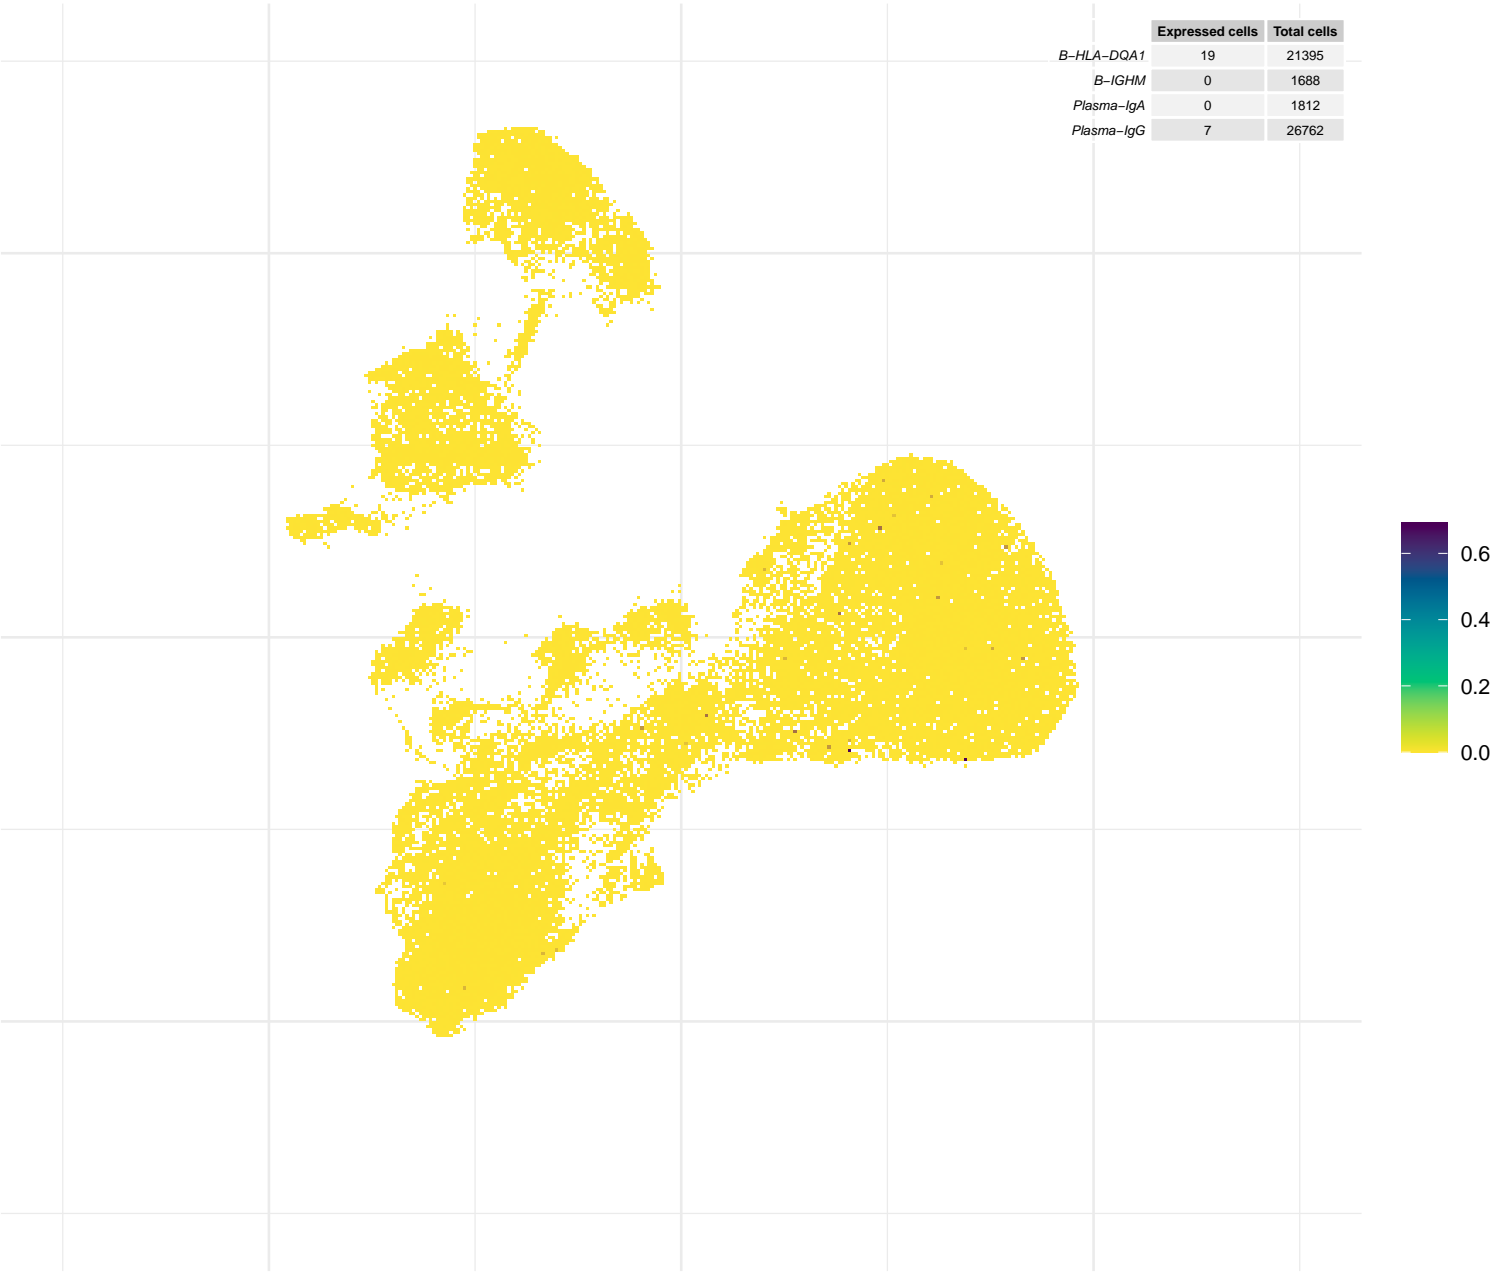 Expressed cells Total cells
B-HLA-DQA1 19 21395
B-IGHM 0 1688
Plasma-IgA 0 1812
Plasma-IgG 7 26762
0.6
0.4
0.2
0.0